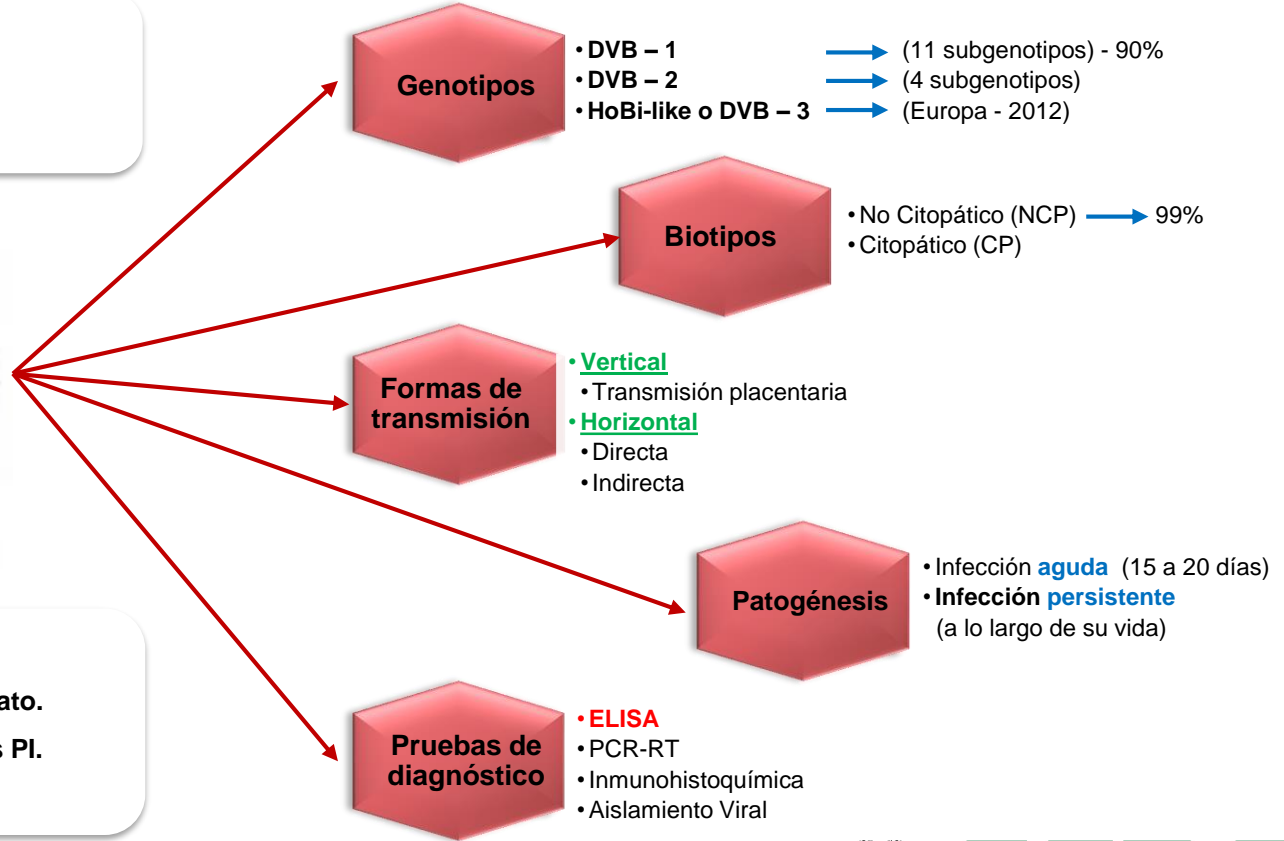 Genotipos
• DVB – 1 (11 subgenotipos) - 90%
• DVB – 2 (4 subgenotipos)
• HoBi-like o DVB – 3 (Europa - 2012)
Biotipos
• No Citopático (NCP) 99%
• Citopático (CP)
Formas de
transmisión
• Vertical
• Transmisión placentaria
• Horizontal
• Directa
• Indirecta
Patogénesis
• Infección aguda (15 a 20 días)
• Infección persistente
(a lo largo de su vida)
ato.
s PI.
Pruebas de
diagnóstico
• ELISA
• PCR-RT
• Inmunohistoquímica
• Aislamiento Viral